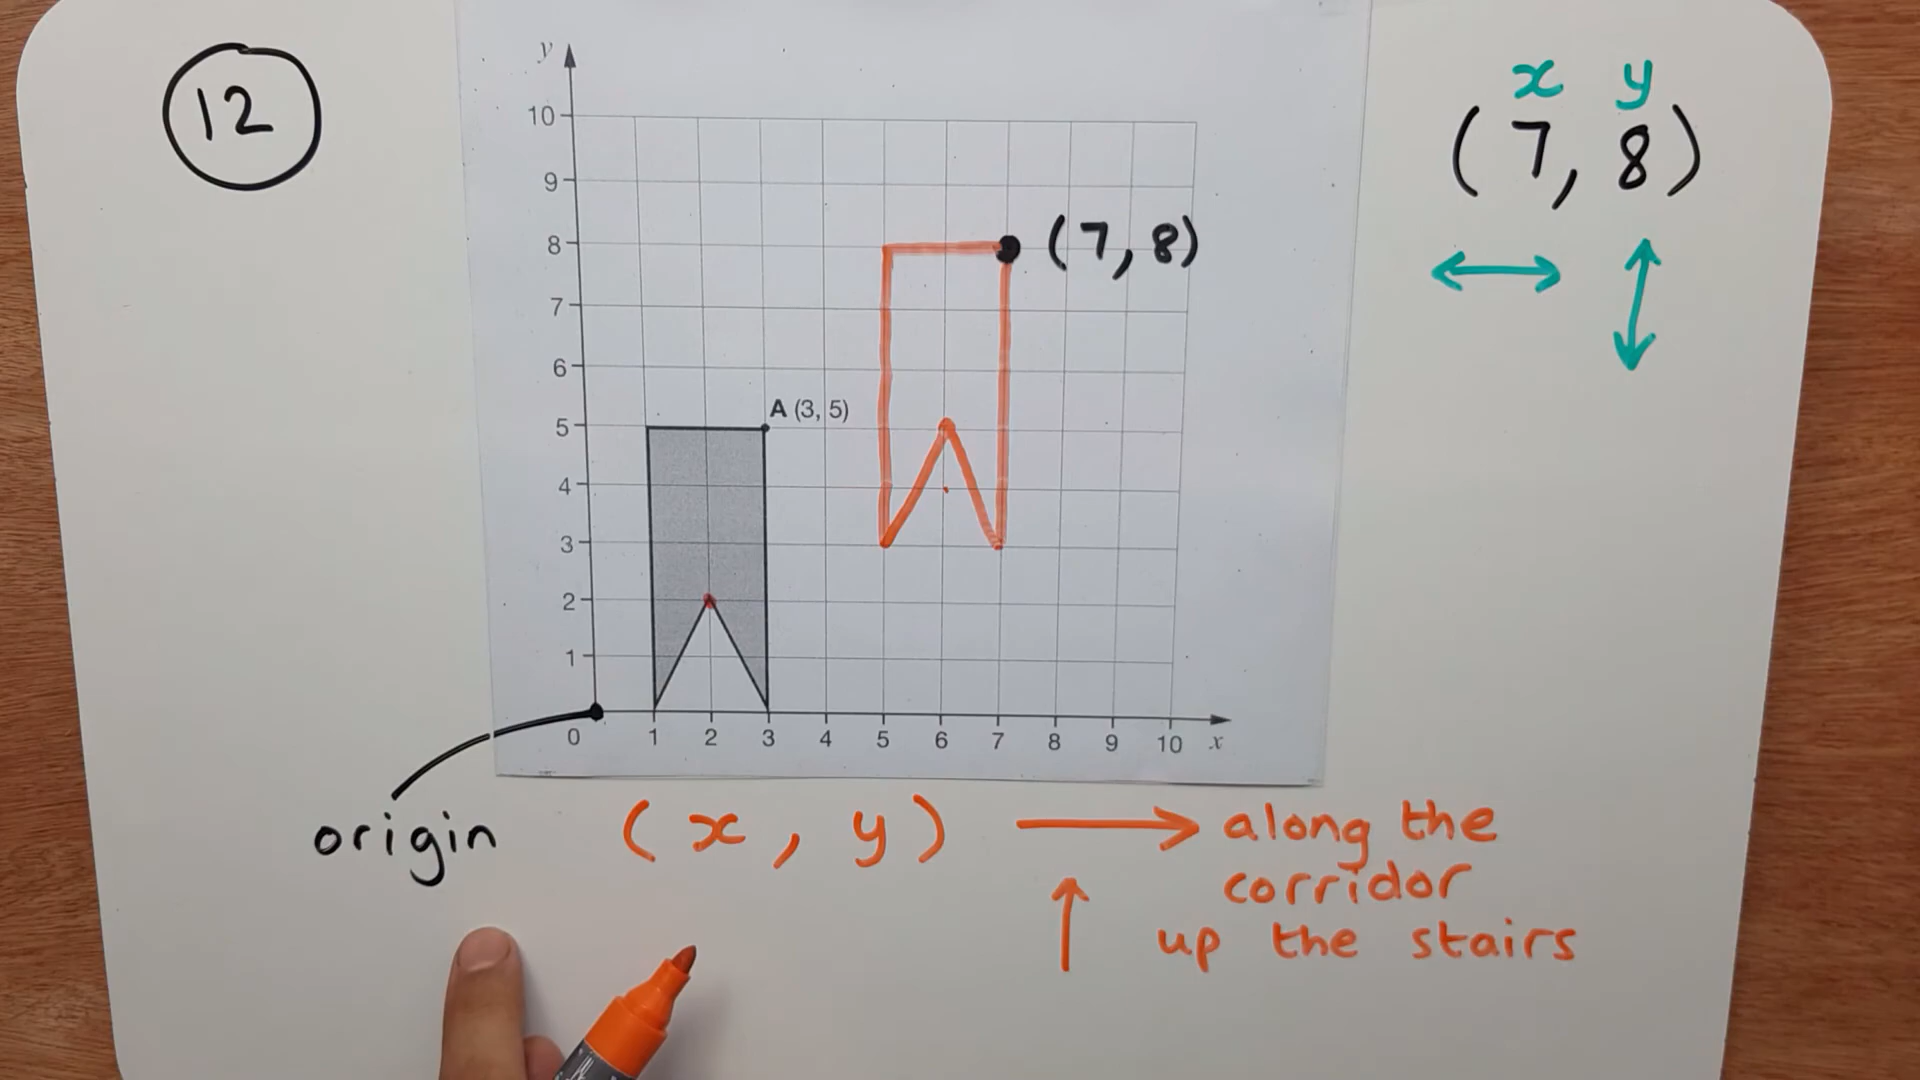 12
x y
(7, 8)
y
10
9
8
7
6
5
4
3
2
1
(7, 8)
A (3, 5)
0 1 2 3 4 5 6 7 8 9 10 x
origin
(x, y)
along the
corridor
up the stairs